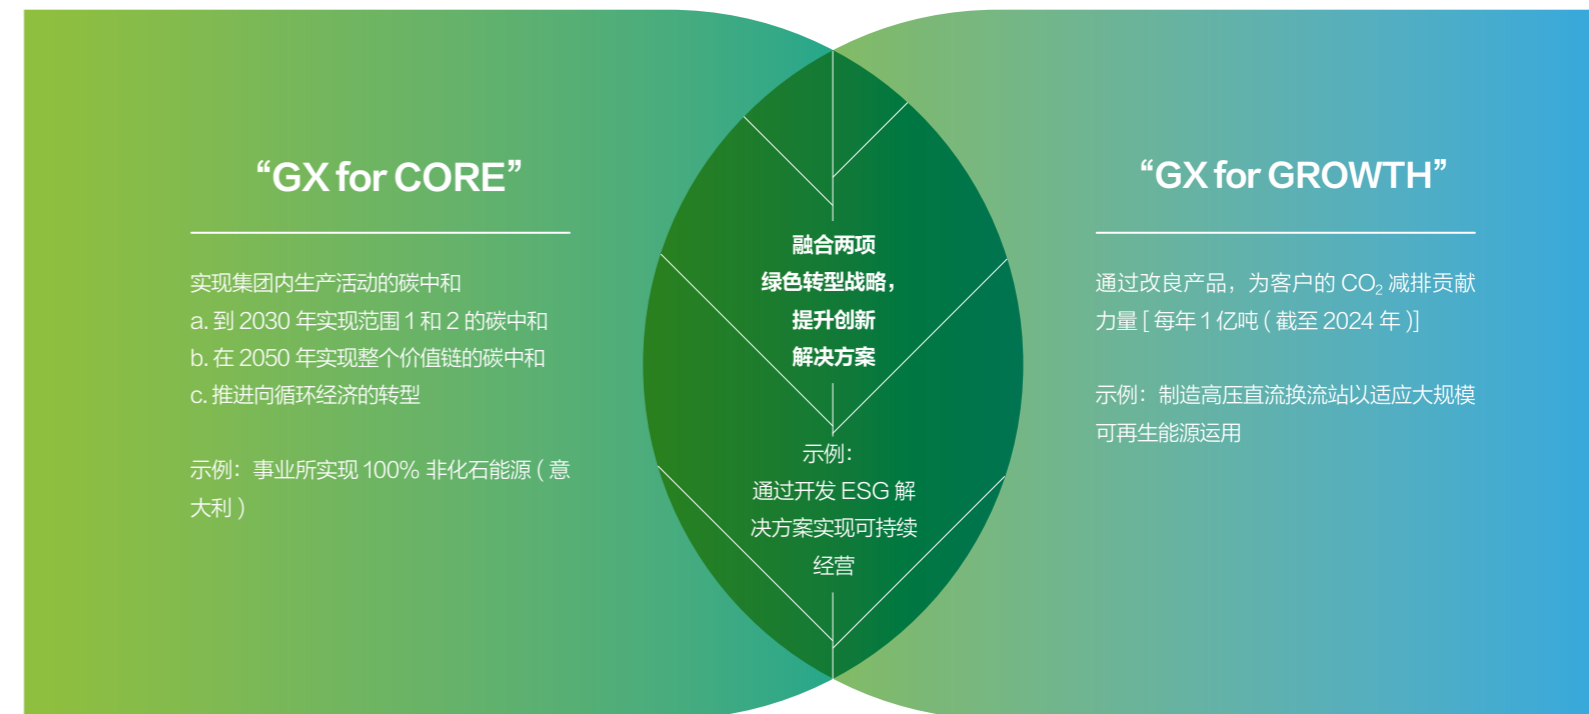 “GX for CORE”
实现集团内生产活动的碳中和
a. 到 2030 年实现范围 1 和 2 的碳中和
b. 在 2050 年实现整个价值链的碳中和
c. 推进向循环经济的转型
示例：事业所实现 100% 非化石能源 ( 意
大利 )
融合两项
绿色转型战略，
提升创新
解决方案
示例：
通过开发 ESG 解
决方案实现可持续
经营
“GX for GROWTH”
通过改良产品，为客户的 CO₂ 减排贡献
力量 [ 每年 1 亿吨 ( 截至 2024 年 )]
示例：制造高压直流换流站以适应大规模
可再生能源运用